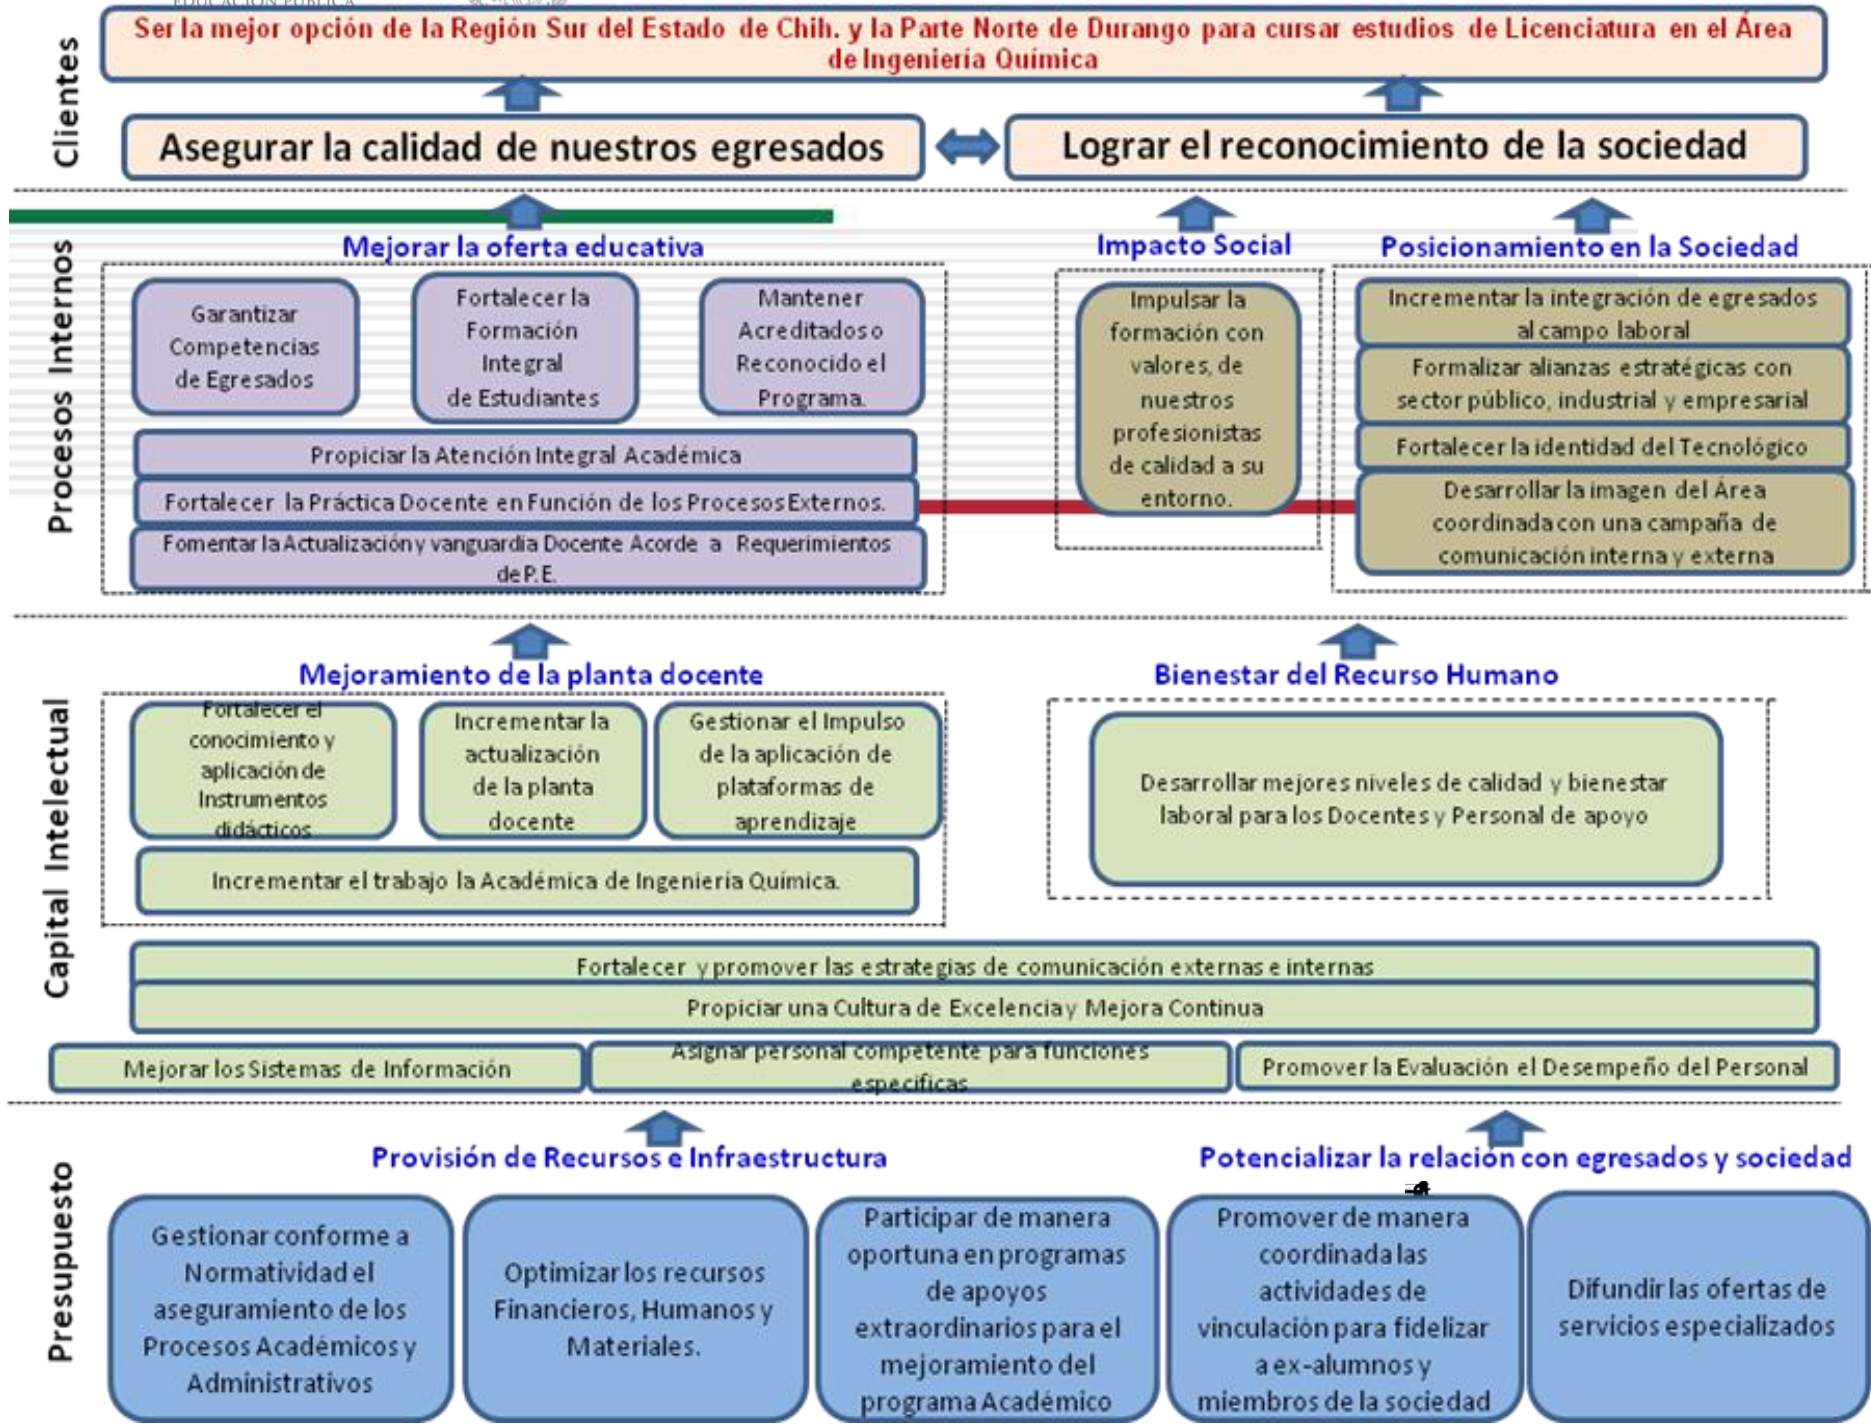 EDUCACIÓN PÚBLICA
Clientes
Ser la mejor opción de la Región Sur del Estado de Chih. y la Parte Norte de Durango para cursar estudios de Licenciatura en el Área
de Ingeniería Química
Asegurar la calidad de nuestros egresados
Lograr el reconocimiento de la sociedad
Procesos Internos
Mejorar la oferta educativa
Garantizar
Competencias
de Egresados
Fortalecer la
Formación
Integral
de Estudiantes
Mantener
Acreditados o
Reconocido el
Programa.
Propiciar la Atención Integral Académica
Fortalecer la Práctica Docente en Función de los Procesos Externos.
Fomentar la Actualización y vanguardia Docente Acorde a Requerimientos
de P.E.
Impacto Social
Impulsar la
formación con
valores, de
nuestros
profesionistas
de calidad a su
entorno.
Posicionamiento en la Sociedad
Incrementar la integración de egresados
al campo laboral
Formalizar alianzas estratégicas con
sector público, industrial y empresarial
Fortalecer la identidad del Tecnológico
Desarrollar la imagen del Área
coordinada con una campaña de
comunicación interna y externa
Capital Intelectual
Mejoramiento de la planta docente
Fortalecer el
conocimiento y
aplicación de
Instrumentos
didácticos
Incrementar la
actualización
de la planta
docente
Gestionar el Impulso
de la aplicación de
plataformas de
aprendizaje
Incrementar el trabajo la Académica de Ingeniería Química.
Bienestar del Recurso Humano
Desarrollar mejores niveles de calidad y bienestar
laboral para los Docentes y Personal de apoyo
Fortalecer y promover las estrategias de comunicación externas e internas
Propiciar una Cultura de Excelencia y Mejora Continua
Mejorar los Sistemas de Información
Asignar personal competente para funciones
específicas
Promover la Evaluación el Desempeño del Personal
Presupuesto
Provisión de Recursos e Infraestructura
Gestionar conforme a
Normatividad el
aseguramiento de los
Procesos Académicos y
Administrativos
Optimizar los recursos
Financieros, Humanos y
Materiales.
Participar de manera
oportuna en programas
de apoyos
extraordinarios para el
mejoramiento del
programa Académico
Potencializar la relación con egresados y sociedad
Promover de manera
coordinada las
actividades de
vinculación para fidelizar
a ex-alumnos y
miembros de la sociedad
Difundir las ofertas de
servicios especializados